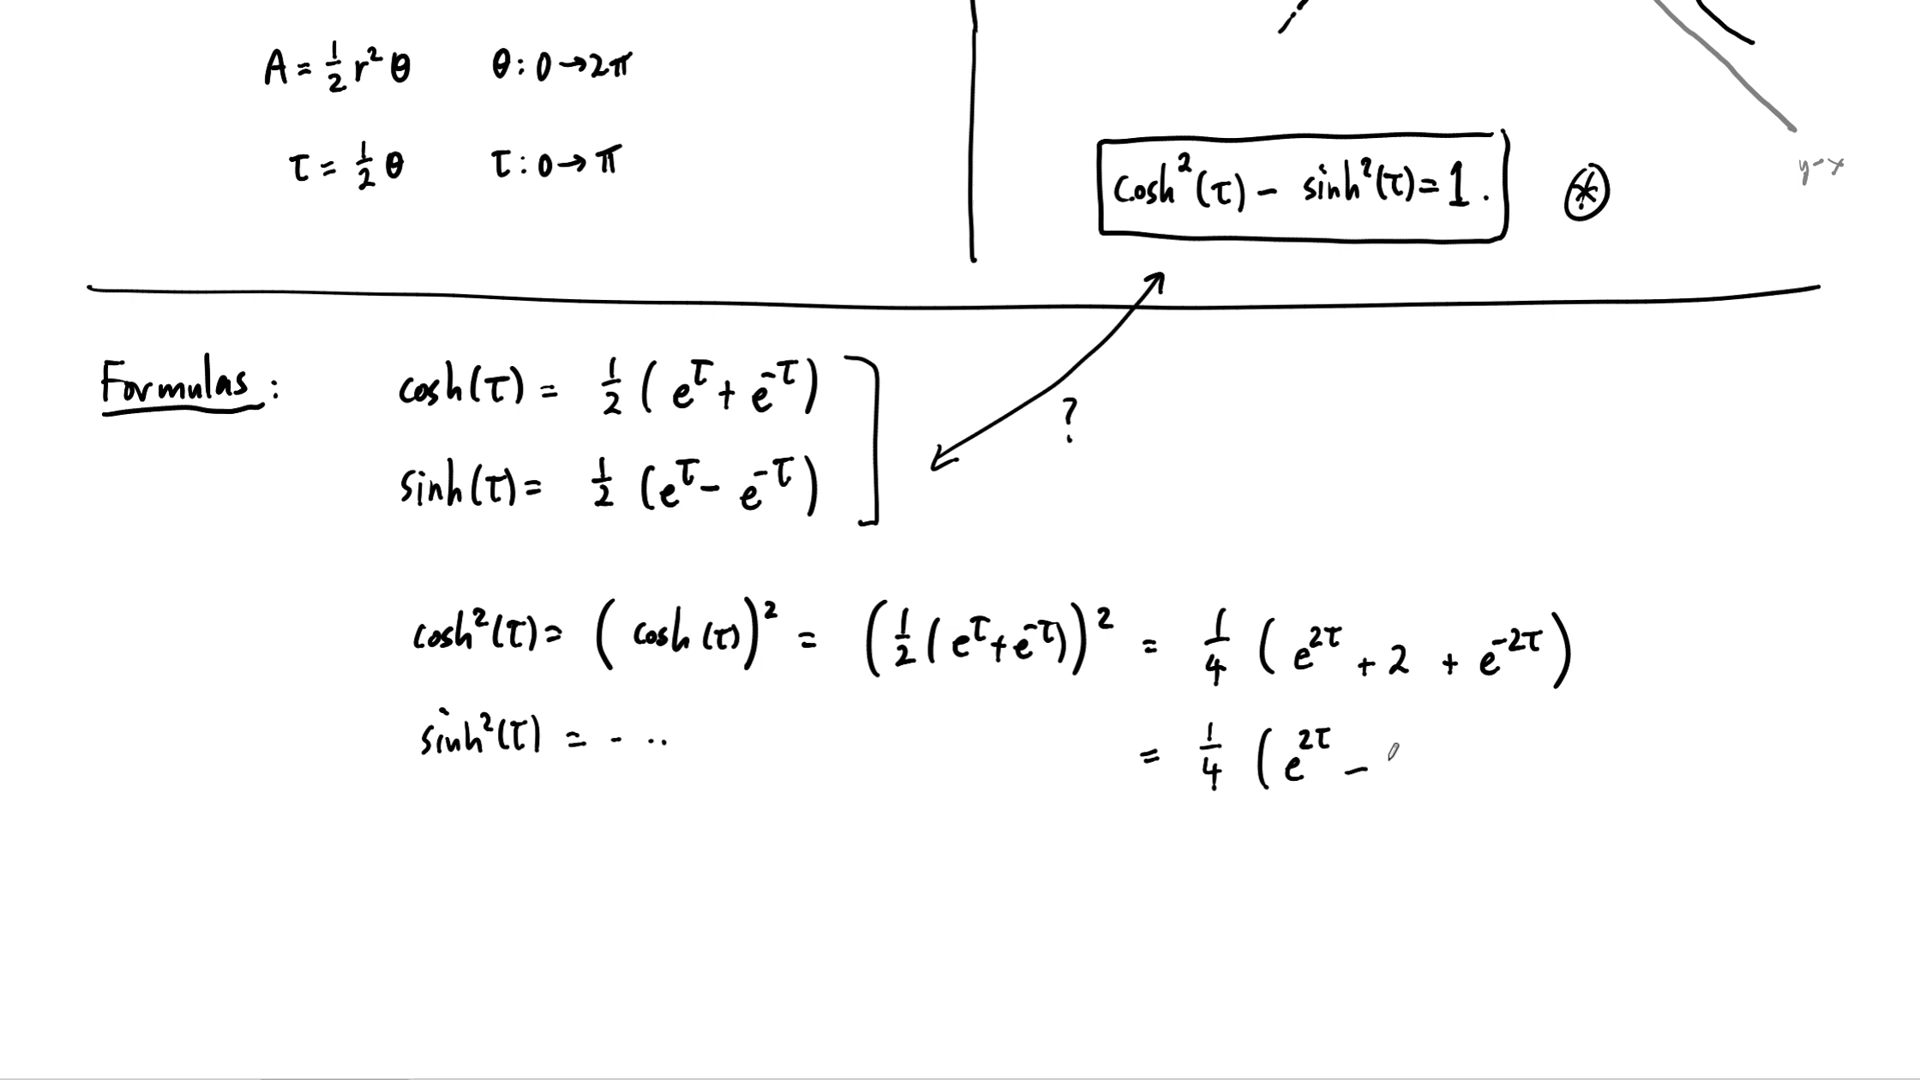 A = ½ r² θ θ : 0 → 2π
τ = ½ θ τ : 0 → π
cosh²(τ) - sinh²(τ) = 1. ⊛
y=x
Formulas : cosh(τ) = ½ ( e^τ + e^-τ )
?
sinh(τ) = ½ ( e^τ - e^-τ )
cosh²(τ) = ( cosh (τ) )² = ( ½ ( e^τ + e^-τ ) )² = ¼ ( e^2τ + 2 + e^-2τ )
sinh²(τ) = - .. = ¼ ( e^2τ -